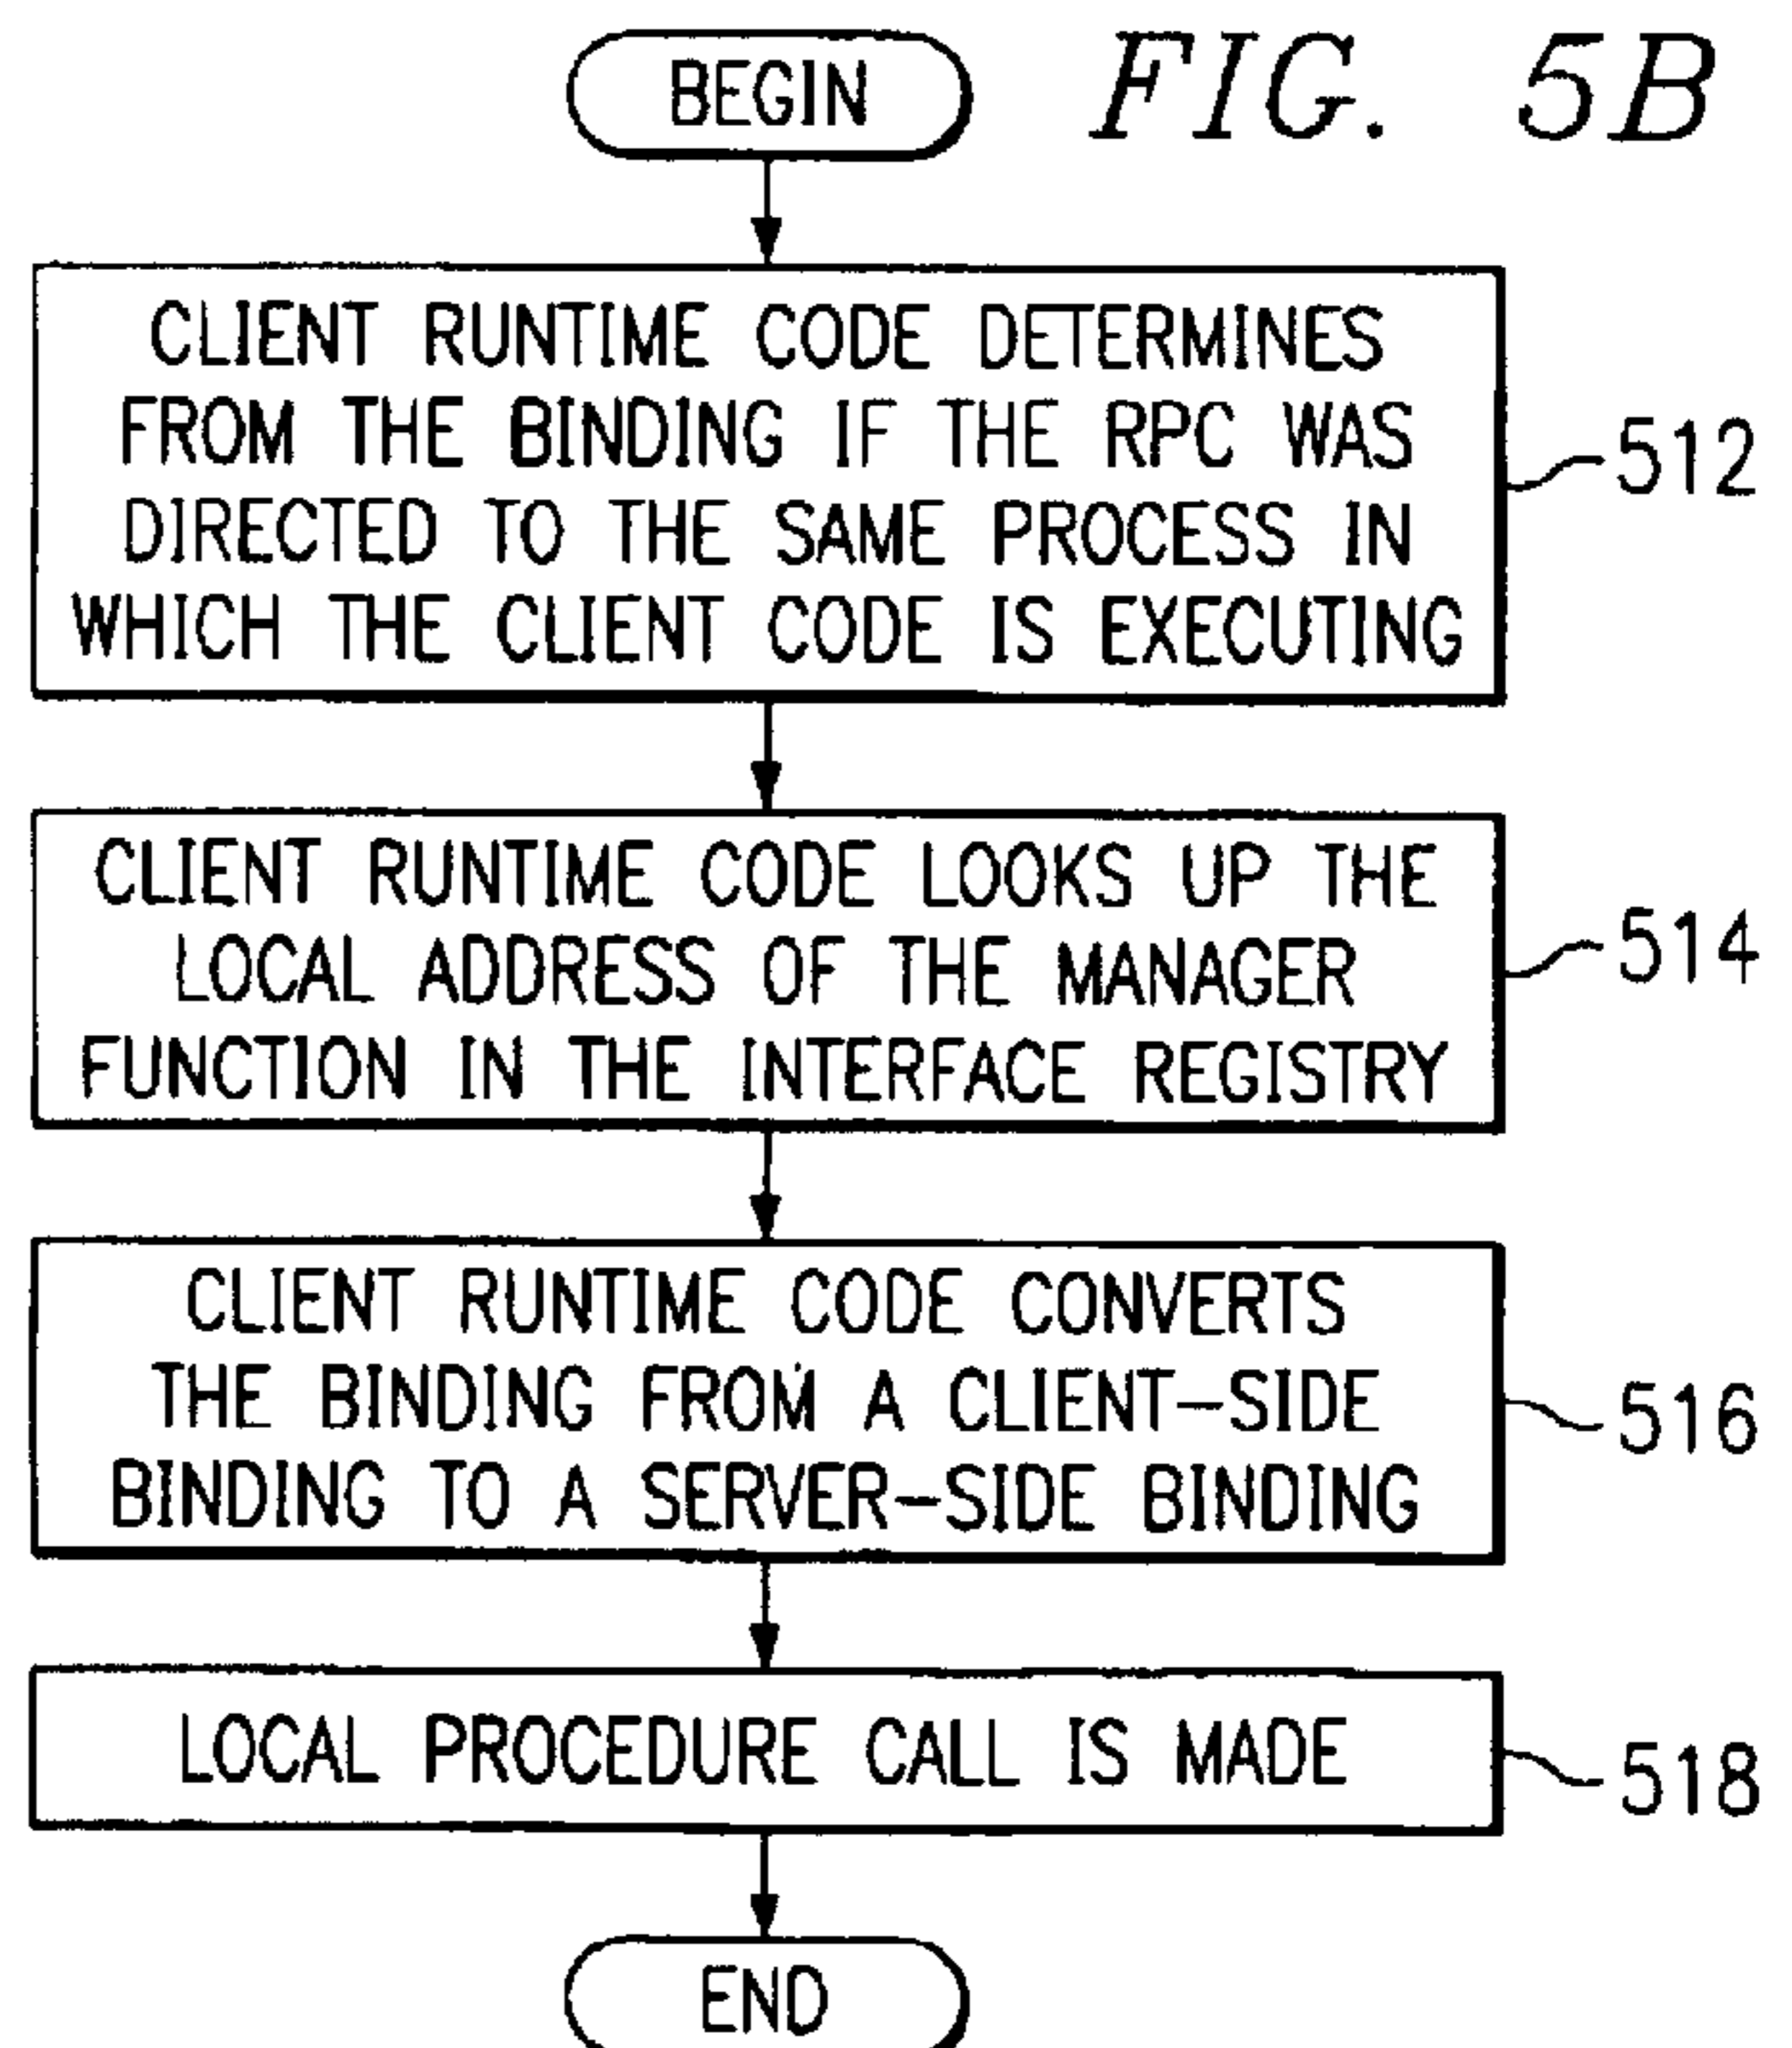 BEGIN
FIG. 5B
CLIENT RUNTIME CODE DETERMINES
FROM THE BINDING IF THE RPC WAS
DIRECTED TO THE SAME PROCESS IN
WHICH THE CLIENT CODE IS EXECUTING
512
CLIENT RUNTIME CODE LOOKS UP THE
LOCAL ADDRESS OF THE MANAGER
FUNCTION IN THE INTERFACE REGISTRY
514
CLIENT RUNTIME CODE CONVERTS
THE BINDING FROM A CLIENT-SIDE
BINDING TO A SERVER-SIDE BINDING
516
LOCAL PROCEDURE CALL IS MADE
518
END